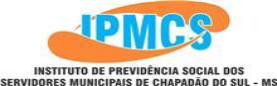 IPMCS
INSTITUTO DE PREVIDÊNCIA SOCIAL DOS
SERVIDORES MUNICIPAIS DE CHAPADÃO DO SUL - MS